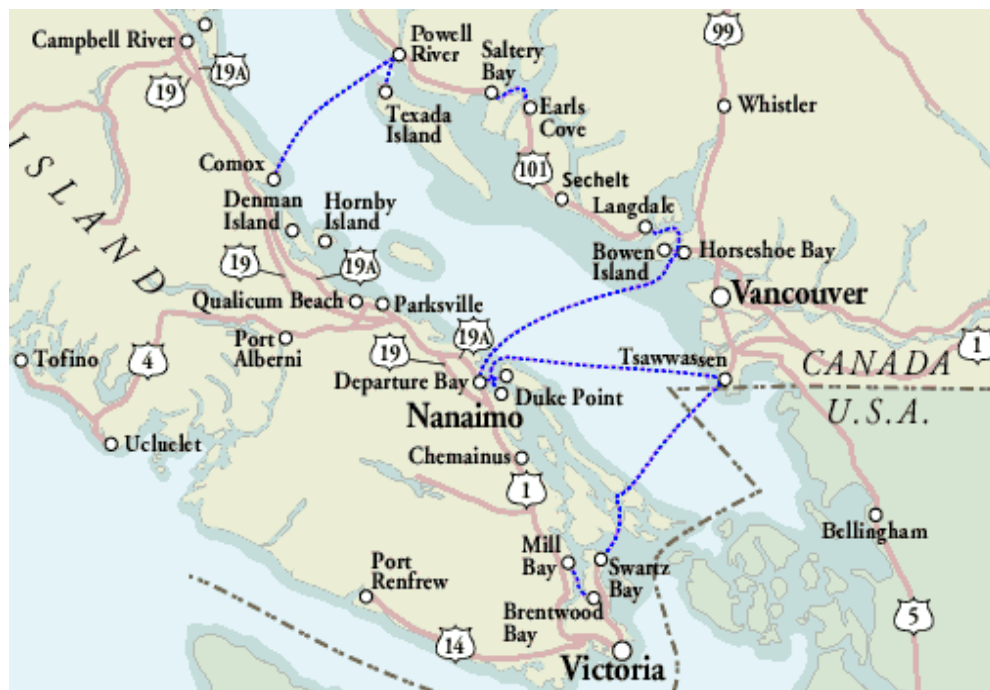 Campbell River
19
19A
Powell
River
Saltery
Bay
99
Texada
Island
Earls
Cove
Whistler
ISLAND
Comox
101
Sechelt
Denman
Island
Hornby
Island
Langdale
Bowen
Island
Horseshoe Bay
19
19A
Qualicum Beach
Parksville
Vancouver
Tofino
4
Port
Alberni
19
19A
Tsawwassen
CANADA
1
Departure Bay
Duke Point
U.S.A.
Nanaimo
Ucluelet
Chemainus
1
Bellingham
Mill
Bay
Swartz
Bay
Port
Renfrew
Brentwood
Bay
5
14
Victoria